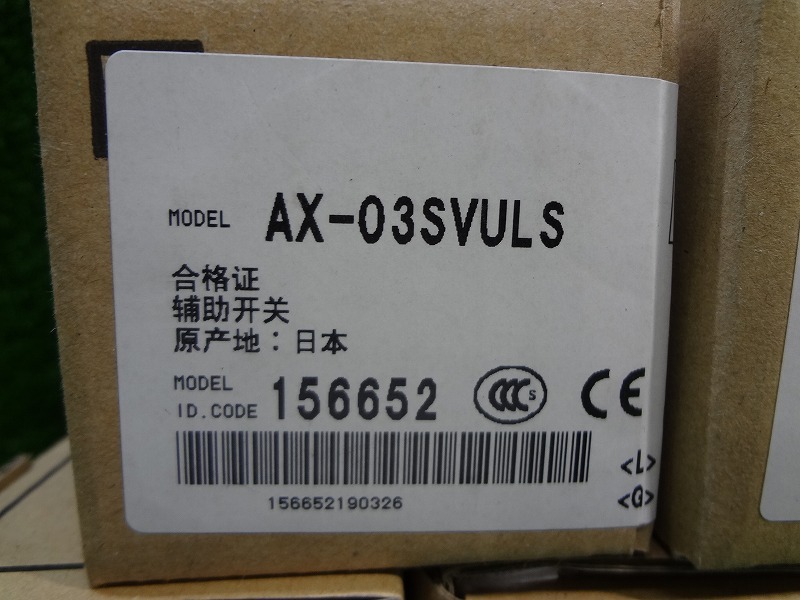 MODEL AX-03SVULS
合格证
辅助开关
原产地：日本
MODEL
ID.CODE 156652
CCC S CE
<L>
<G>
156652190326